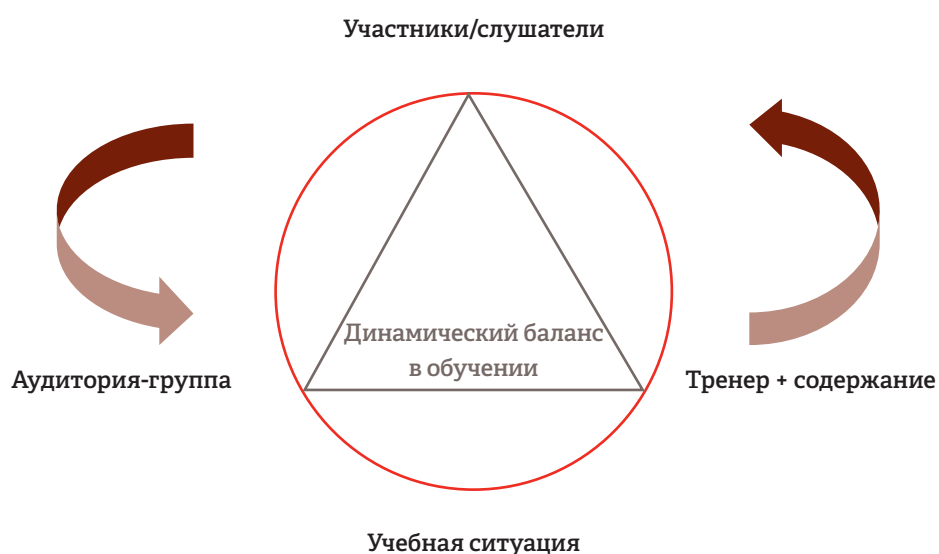 Участники/слушатели
Динамический баланс
в обучении
Аудитория-группа
Тренер + содержание
Учебная ситуация